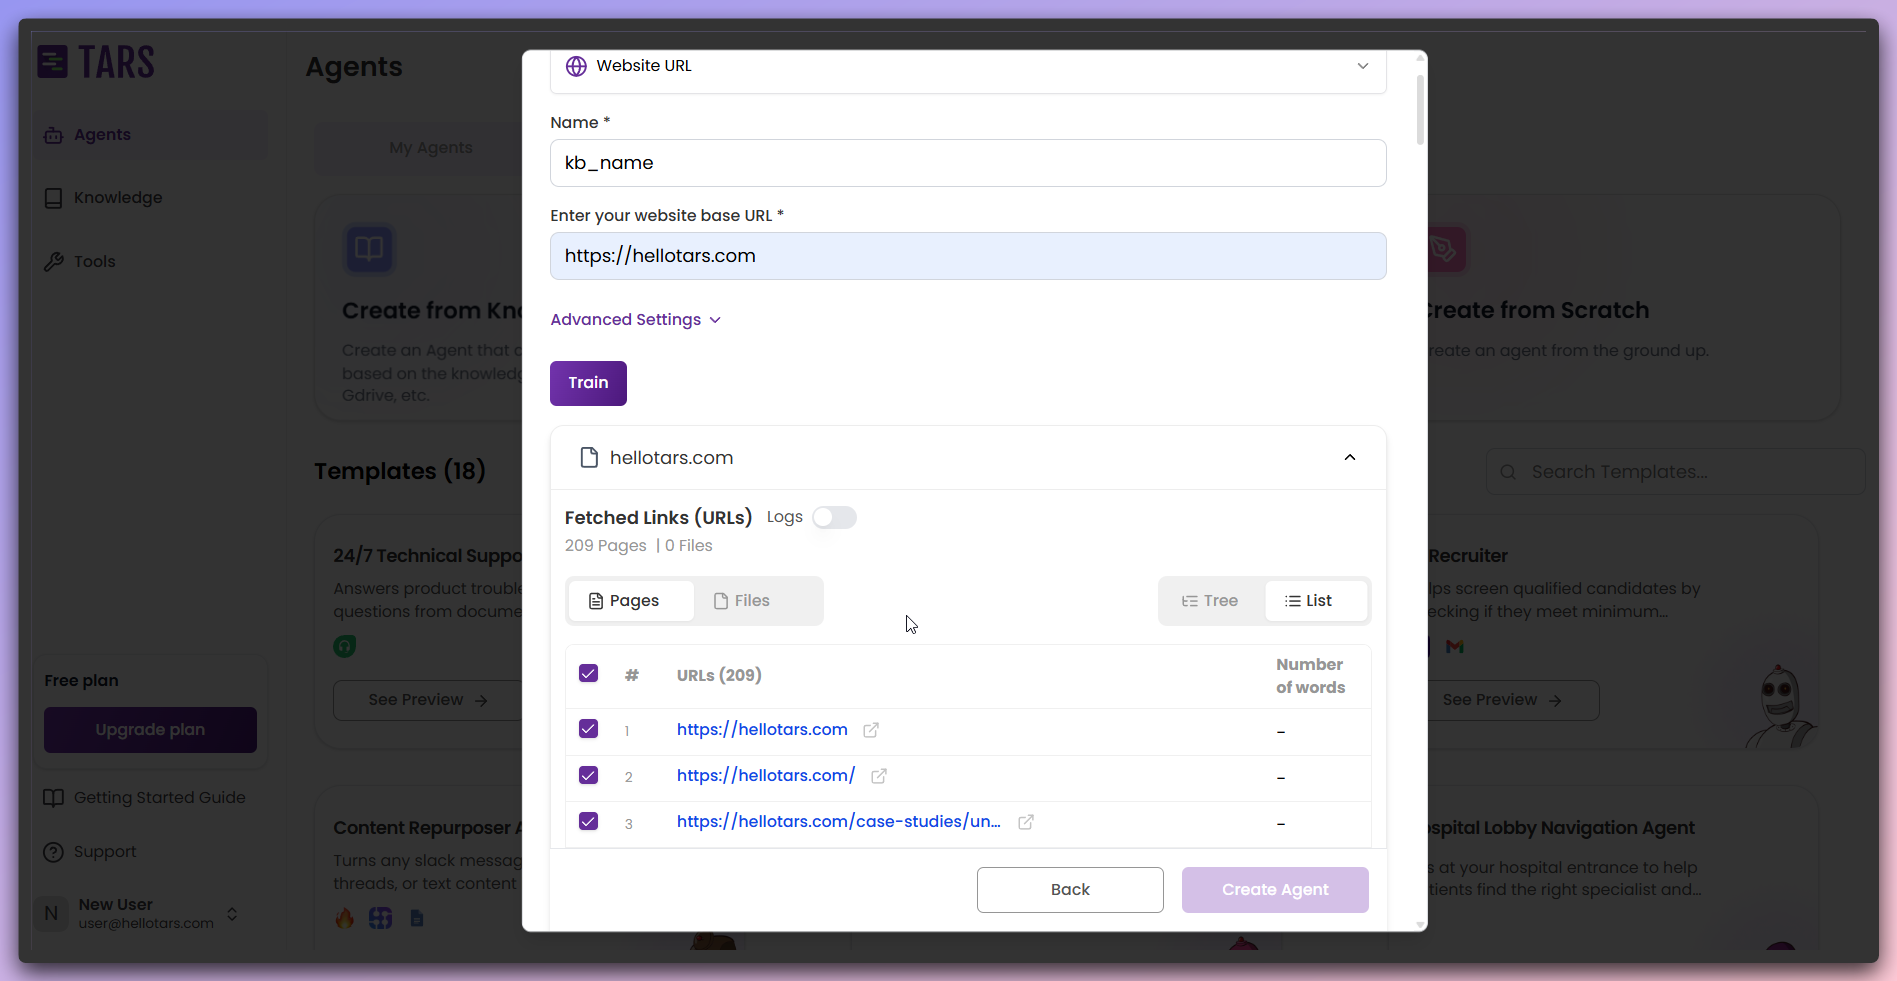 TARS
Agents
Knowledge
Tools
Free plan
Upgrade plan
Getting Started Guide
Support
N
New User
user@hellotars.com
Agents
My Agents
Create from Kno
Create an Agent that
based on the knowledg
Gdrive, etc.
Create from Scratch
reate an agent from the ground up.
Templates (18)
Search Templates...
24/7 Technical Suppo
Answers product trouble
questions from docume
See Preview
Recruiter
lps screen qualified candidates by
cking if they meet minimum...
See Preview
Content Repurposer A
Turns any slack messag
threads, or text content
spital Lobby Navigation Agent
s at your hospital entrance to help
tients find the right specialist and...
Website URL
Name *
kb_name
Enter your website base URL *
https://hellotars.com
Advanced Settings
Train
hellotars.com
Fetched Links (URLs) Logs
209 Pages | 0 Files
Pages Files Tree List
# URLs (209) Number
of words
1 https://hellotars.com –
2 https://hellotars.com/ –
3 https://hellotars.com/case-studies/un... –
Back Create Agent